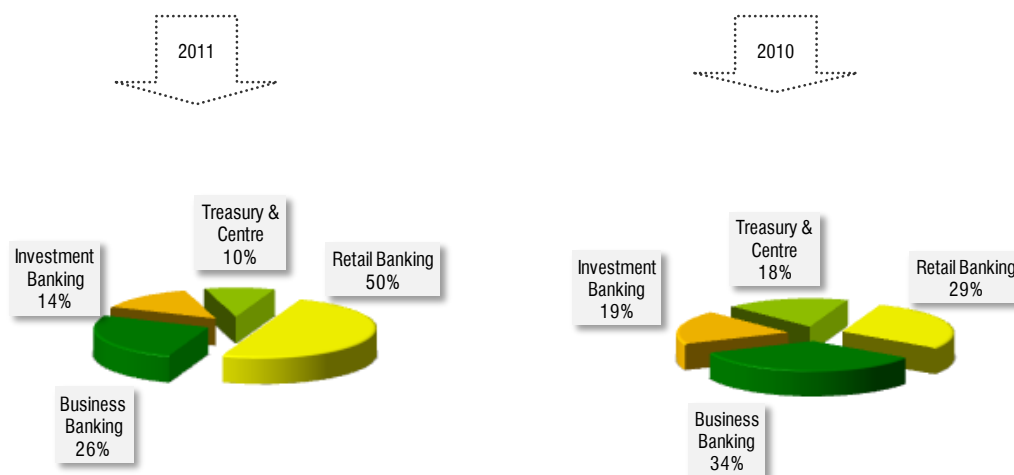 2011
Treasury &
Centre
10%
Retail Banking
50%
Investment
Banking
14%
Business
Banking
26%
2010
Treasury &
Centre
18%
Retail Banking
29%
Investment
Banking
19%
Business
Banking
34%